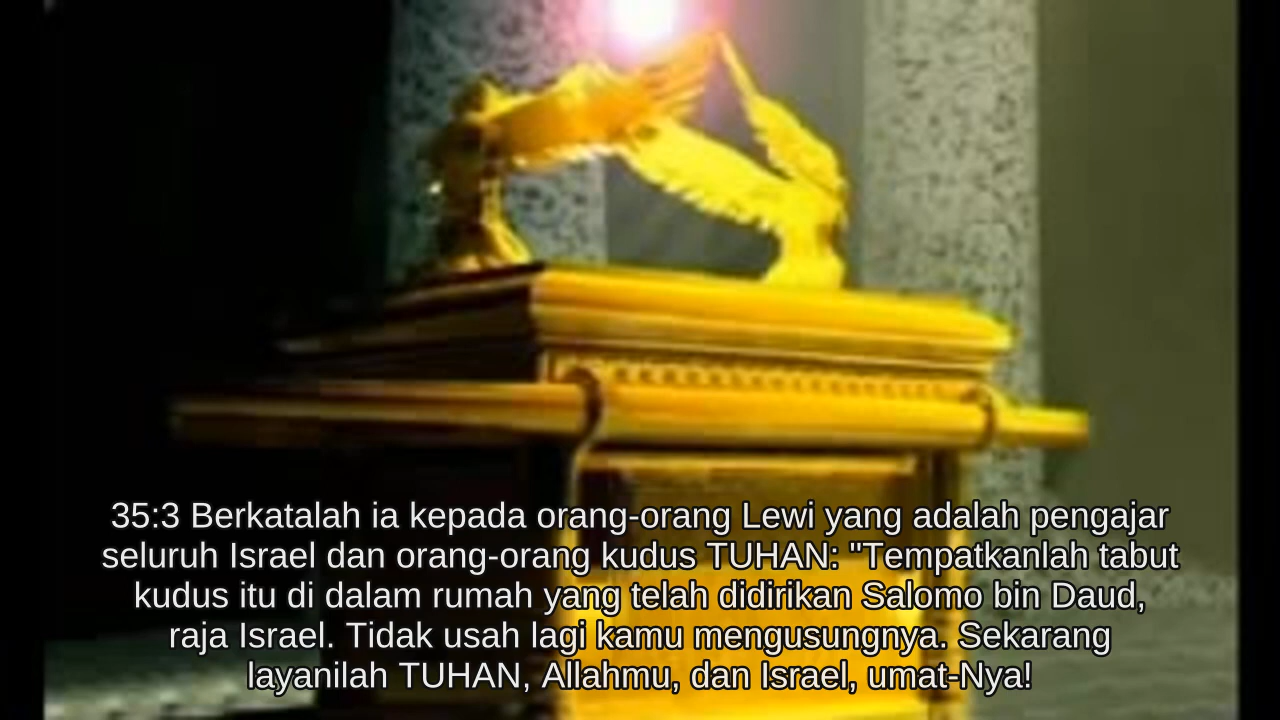 35:3 Berkatalah ia kepada orang-orang Lewi yang adalah pengajar
seluruh Israel dan orang-orang kudus TUHAN: "Tempatkanlah tabut
kudus itu di dalam rumah yang telah didirikan Salomo bin Daud,
raja Israel. Tidak usah lagi kamu mengusungnya. Sekarang
layanilah TUHAN, Allahmu, dan Israel, umat-Nya!